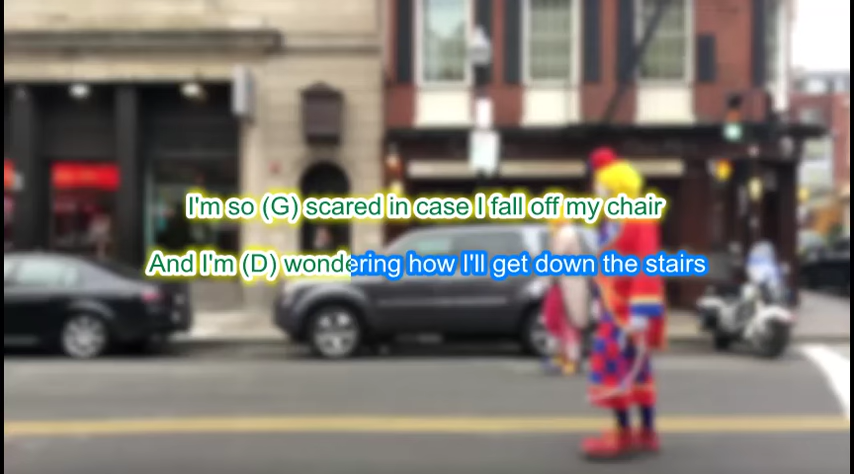 I'm so (G) scared in case I fall off my chair
And I'm (D) wondering how I'll get down the stairs